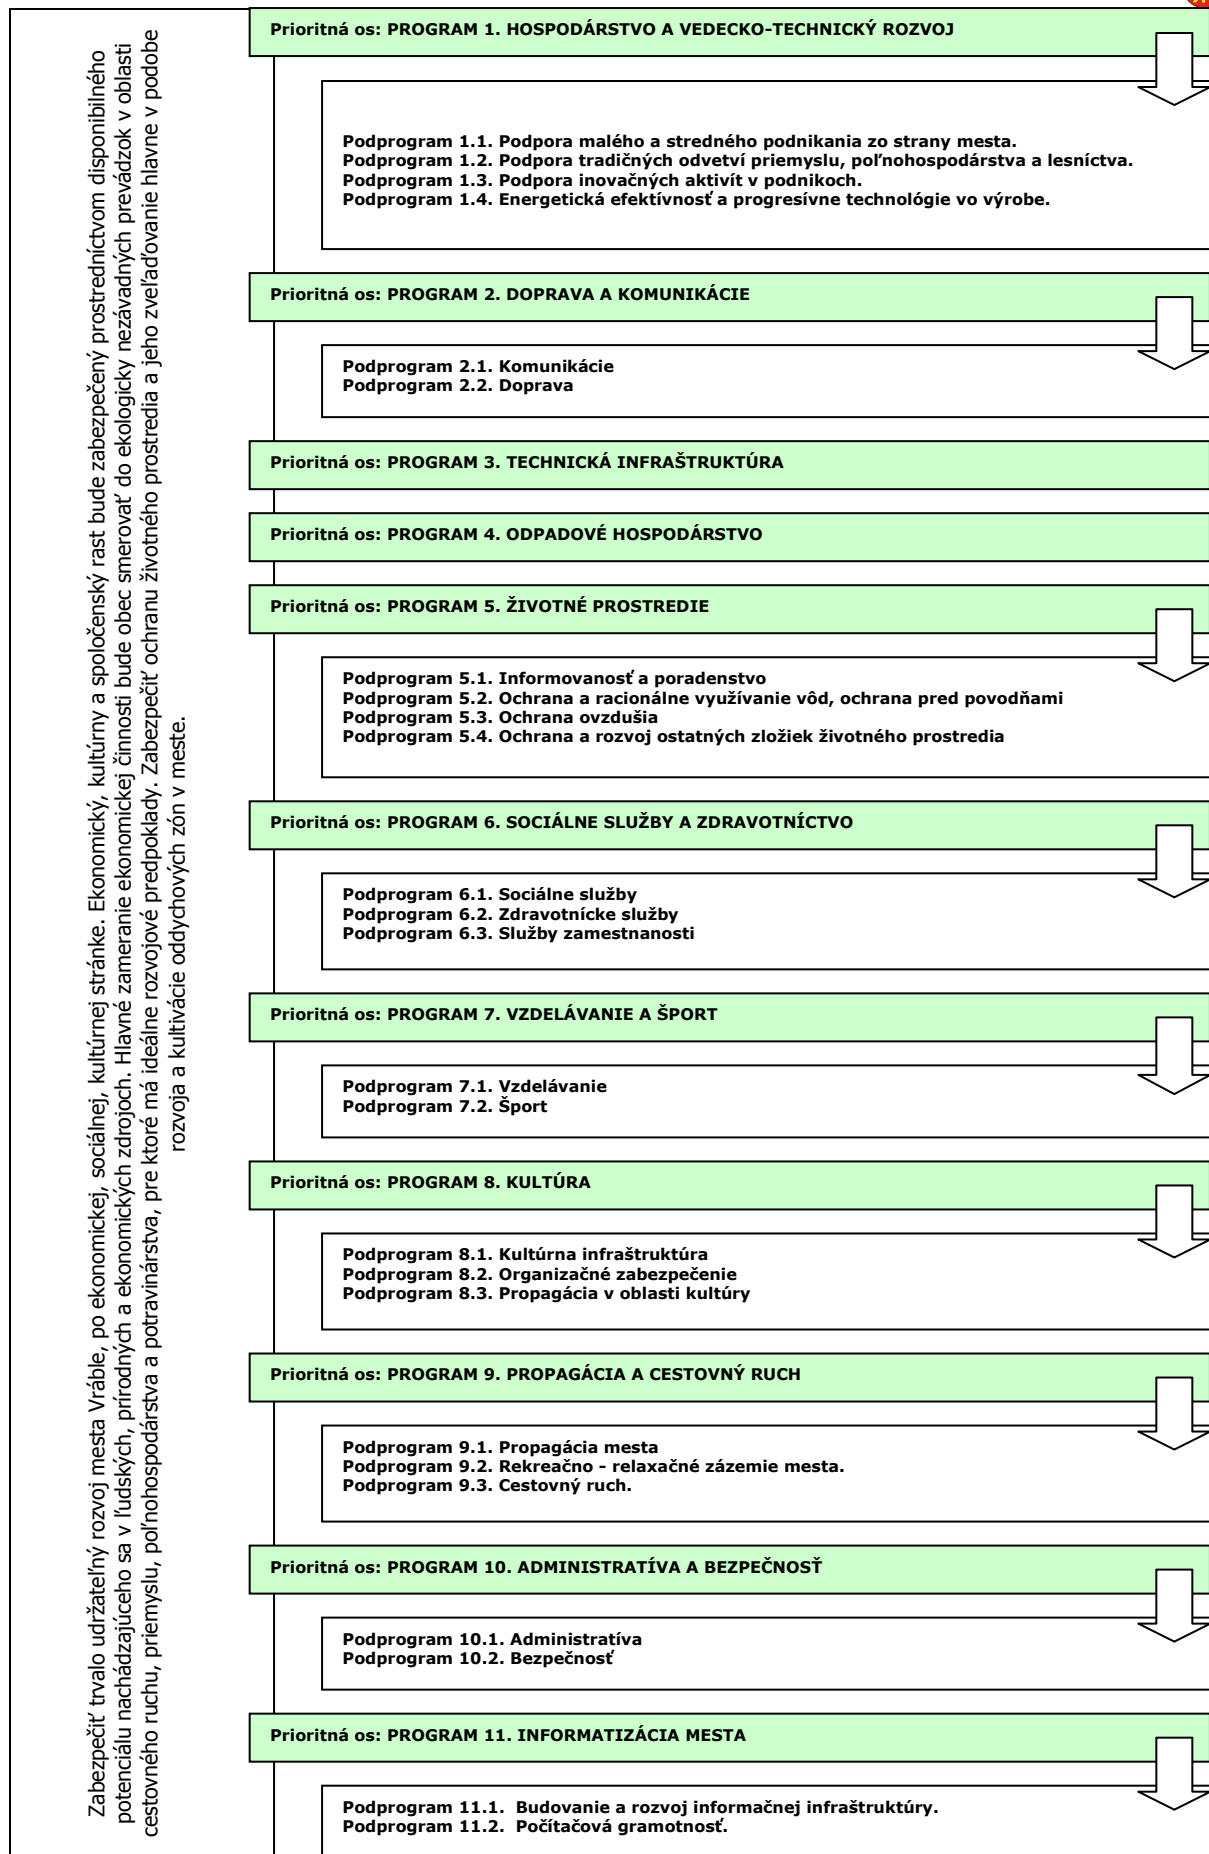 Zabezpečiť trvalo udržateľný rozvoj mesta Vráble, po ekonomickej, sociálnej, kultúrnej stránke. Ekonomický, kultúrny a spoločenský rast bude zabezpečený prostredníctvom disponibilného
potenciálu nachádzajúceho sa v ľudských, prírodných a ekonomických zdrojoch. Hlavné zameranie ekonomickej činnosti bude obec smerovať do ekologicky nezávadných prevádzok v oblasti
cestovného ruchu, priemyslu, poľnohospodárstva a potravinárstva, pre ktoré má ideálne rozvojové predpoklady. Zabezpečiť ochranu životného prostredia a jeho zveľaďovanie hlavne v podobe
rozvoja a kultivácie oddychových zón v meste.
Prioritná os: PROGRAM 1. HOSPODÁRSTVO A VEDECKO-TECHNICKÝ ROZVOJ
Podprogram 1.1. Podpora malého a stredného podnikania zo strany mesta.
Podprogram 1.2. Podpora tradičných odvetví priemyslu, poľnohospodárstva a lesníctva.
Podprogram 1.3. Podpora inovačných aktivít v podnikoch.
Podprogram 1.4. Energetická efektívnosť a progresívne technológie vo výrobe.
Prioritná os: PROGRAM 2. DOPRAVA A KOMUNIKÁCIE
Podprogram 2.1. Komunikácie
Podprogram 2.2. Doprava
Prioritná os: PROGRAM 3. TECHNICKÁ INFRAŠTRUKTÚRA
Prioritná os: PROGRAM 4. ODPADOVÉ HOSPODÁRSTVO
Prioritná os: PROGRAM 5. ŽIVOTNÉ PROSTREDIE
Podprogram 5.1. Informovanosť a poradenstvo
Podprogram 5.2. Ochrana a racionálne využívanie vôd, ochrana pred povodňami
Podprogram 5.3. Ochrana ovzdušia
Podprogram 5.4. Ochrana a rozvoj ostatných zložiek životného prostredia
Prioritná os: PROGRAM 6. SOCIÁLNE SLUŽBY A ZDRAVOTNÍCTVO
Podprogram 6.1. Sociálne služby
Podprogram 6.2. Zdravotnícke služby
Podprogram 6.3. Služby zamestnanosti
Prioritná os: PROGRAM 7. VZDELÁVANIE A ŠPORT
Podprogram 7.1. Vzdelávanie
Podprogram 7.2. Šport
Prioritná os: PROGRAM 8. KULTÚRA
Podprogram 8.1. Kultúrna infraštruktúra
Podprogram 8.2. Organizačné zabezpečenie
Podprogram 8.3. Propagácia v oblasti kultúry
Prioritná os: PROGRAM 9. PROPAGÁCIA A CESTOVNÝ RUCH
Podprogram 9.1. Propagácia mesta
Podprogram 9.2. Rekreačno - relaxačné zázemie mesta.
Podprogram 9.3. Cestovný ruch.
Prioritná os: PROGRAM 10. ADMINISTRATÍVA A BEZPEČNOSŤ
Podprogram 10.1. Administratíva
Podprogram 10.2. Bezpečnosť
Prioritná os: PROGRAM 11. INFORMATIZÁCIA MESTA
Podprogram 11.1. Budovanie a rozvoj informačnej infraštruktúry.
Podprogram 11.2. Počítačová gramotnosť.